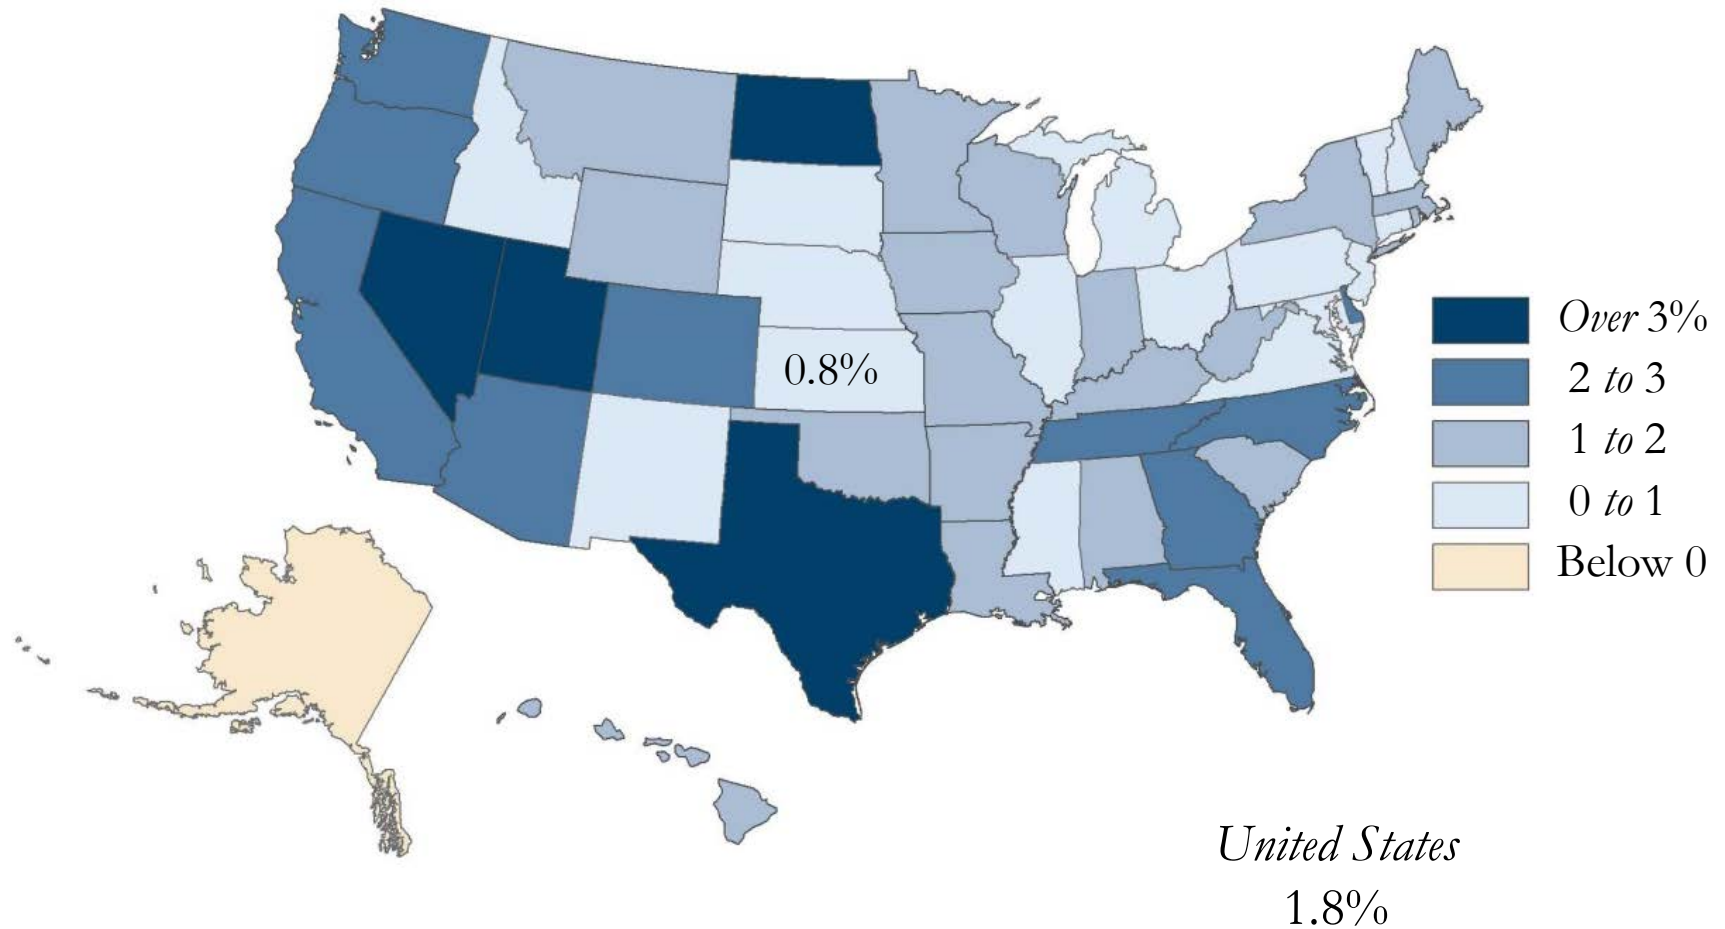 0.8%
Over 3%
2 to 3
1 to 2
0 to 1
Below 0
United States
1.8%